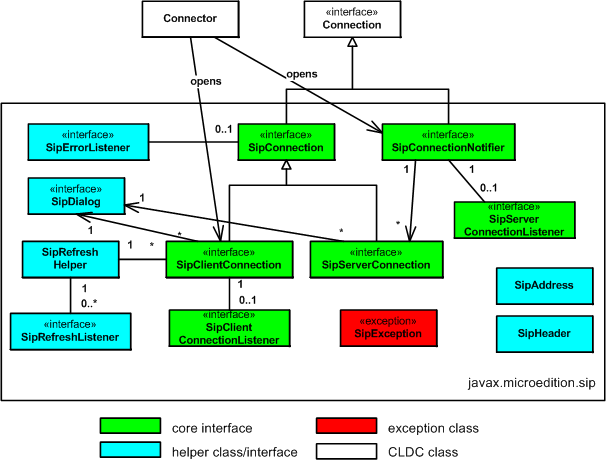 Connector
«interface»
Connection
opens
opens
«interface»
SipErrorListener
0..1
«interface»
SipConnection
«interface»
SipConnectionNotifier
1
1
0..1
«interface»
SipDialog
1
1
*
*
*
«interface»
SipServer
ConnectionListener
SipRefresh
Helper
1
*
«interface»
SipClientConnection
«interface»
SipServerConnection
1
0..*
1
0..1
SipAddress
«interface»
SipRefreshListener
«interface»
SipClient
ConnectionListener
«exception»
SipException
SipHeader
javax.microedition.sip
core interface
exception class
helper class/interface
CLDC class